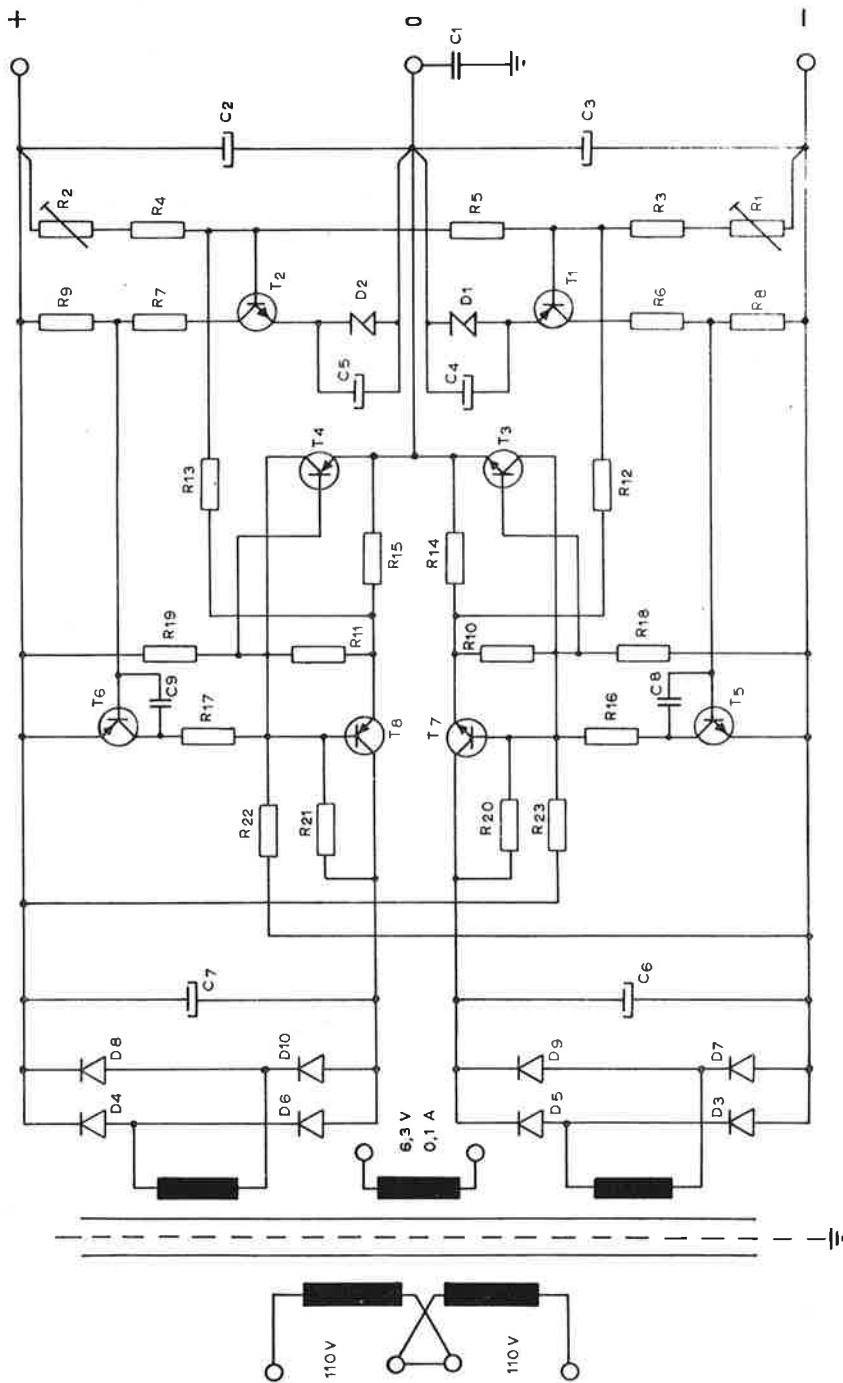 +
0
−
C1
C2
C3
R2
R4
R5
R3
R1
R9
R7
T2
D2
D1
T1
R6
R8
C5
C4
T4
T3
R13
R12
R15
R14
R19
R11
R10
R18
T6
C9
R17
T8
T7
R16
C8
T5
R22
R21
R20
R23
C7
C6
D8
D10
D9
D7
D4
D6
D5
D3
6,3 V
0,1 A
110V
110V